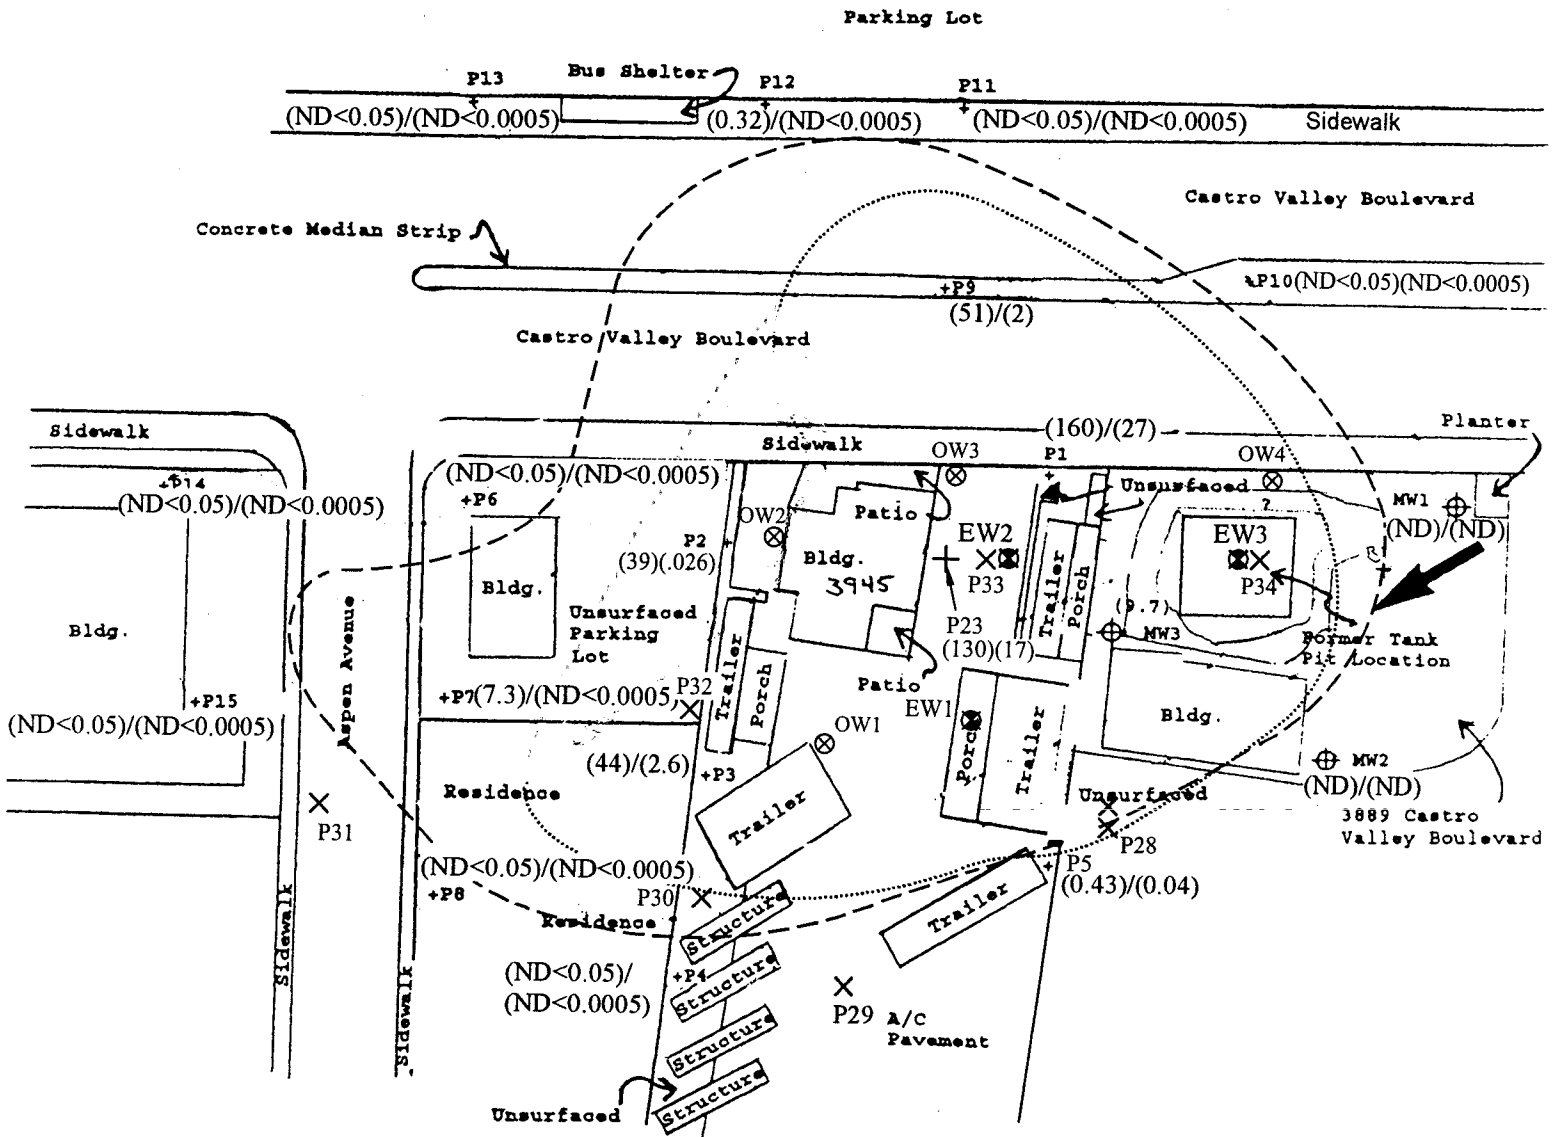 Parking Lot
P13
Bus Shelter
P12
P11
(ND<0.05)/(ND<0.0005)
(0.32)/(ND<0.0005)
(ND<0.05)/(ND<0.0005)
Sidewalk
Castro Valley Boulevard
Concrete Median Strip
+P9
P10(ND<0.05)(ND<0.0005)
(51)/(2)
Castro Valley Boulevard
Sidewalk
(160)/(27)
Planter
Sidewalk
OW3
P1
OW4
(ND<0.05)/(ND<0.0005)
P14
+P6
Unsurfaced
MW1
(ND<0.05)/(ND<0.0005)
Patio
?
OW2
(ND)/(ND)
P2
EW2
EW3
(39)(.026)
Bldg.
3945
P33
P34
Bldg.
Trailer
Porch
Unsurfaced
Parking
Lot
(9.7)
MW3
P23
(130)(17)
Former Tank
Pit Location
Bldg.
Aspen Avenue
Trailer
Porch
Patio
+P7(7.3)/(ND<0.0005)
P32
+P15
(ND<0.05)/(ND<0.0005)
EW1
OW1
Porch
Trailer
Bldg.
MW2
(ND)/(ND)
(44)/(2.6)
+P3
Residence
Trailer
Unsurfaced
3889 Castro
Valley Boulevard
P31
P28
(ND<0.05)/(ND<0.0005)
P5
(0.43)/(0.04)
+P8
P30
Trailer
Residence
Structure
Sidewalk
(ND<0.05)/
(ND<0.0005)
+P4
Structure
Sidewalk
P29
A/C
Pavement
Structure
Structure
Unsurfaced